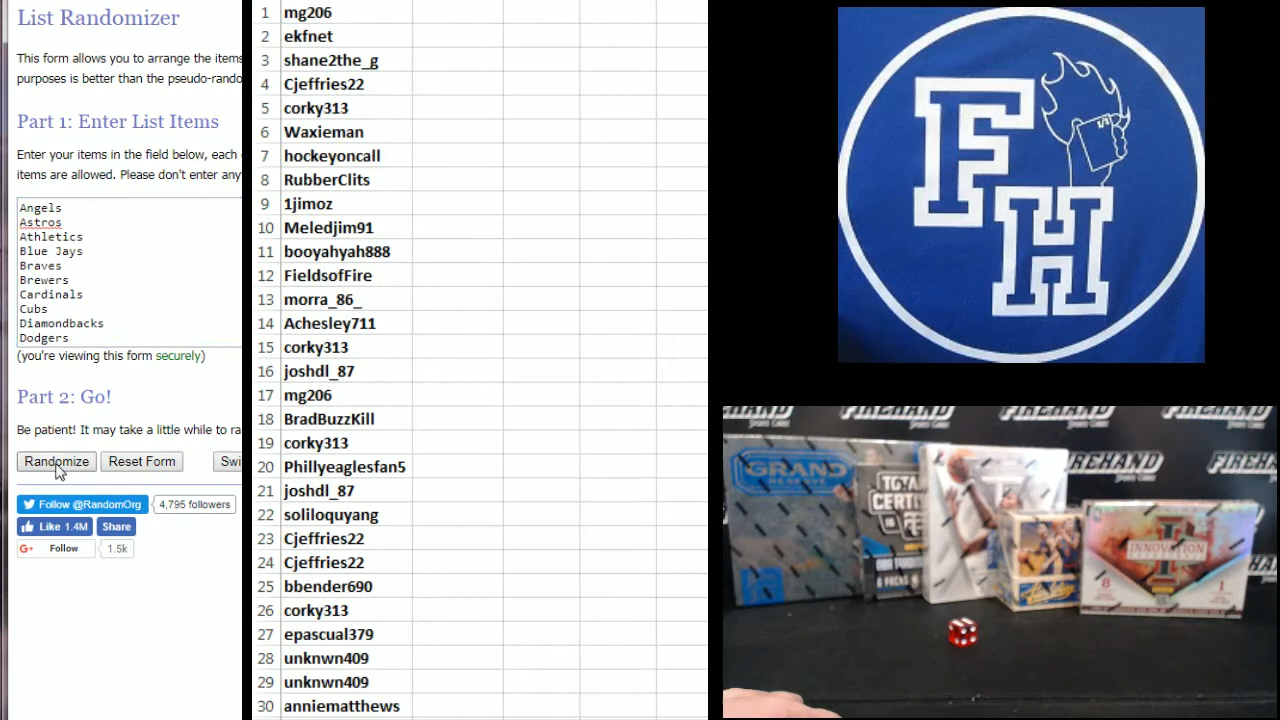 List Randomizer
This form allows you to arrange the items
purposes is better than the pseudo-rando
Part 1: Enter List Items
Enter your items in the field below, each
items are allowed. Please don't enter any
Angels
Astros
Athletics
Blue Jays
Braves
Brewers
Cardinals
Cubs
Diamondbacks
Dodgers
(you're viewing this form securely)
Part 2: Go!
Be patient! It may take a little while to ra
Randomize
Reset Form
Swi
Follow @RandomOrg
4,795 followers
Like 1.4M
Share
G+ Follow
1.5k
1 mg206
2 ekfnet
3 shane2the_g
4 Cjeffries22
5 corky313
6 Waxieman
7 hockeyoncall
8 RubberClits
9 1jimoz
10 Meledjim91
11 booyahyah888
12 FieldsofFire
13 morra_86_
14 Achesley711
15 corky313
16 joshdl_87
17 mg206
18 BradBuzzKill
19 corky313
20 Phillyeaglesfan5
21 joshdl_87
22 soliloquyang
23 Cjeffries22
24 Cjeffries22
25 bbender690
26 corky313
27 epascual379
28 unknwn409
29 unknwn409
30 anniematthews
FH
1/1
FIREHAND
FIREHAND
GRAND
RESERVE
INNOVATION
8
1